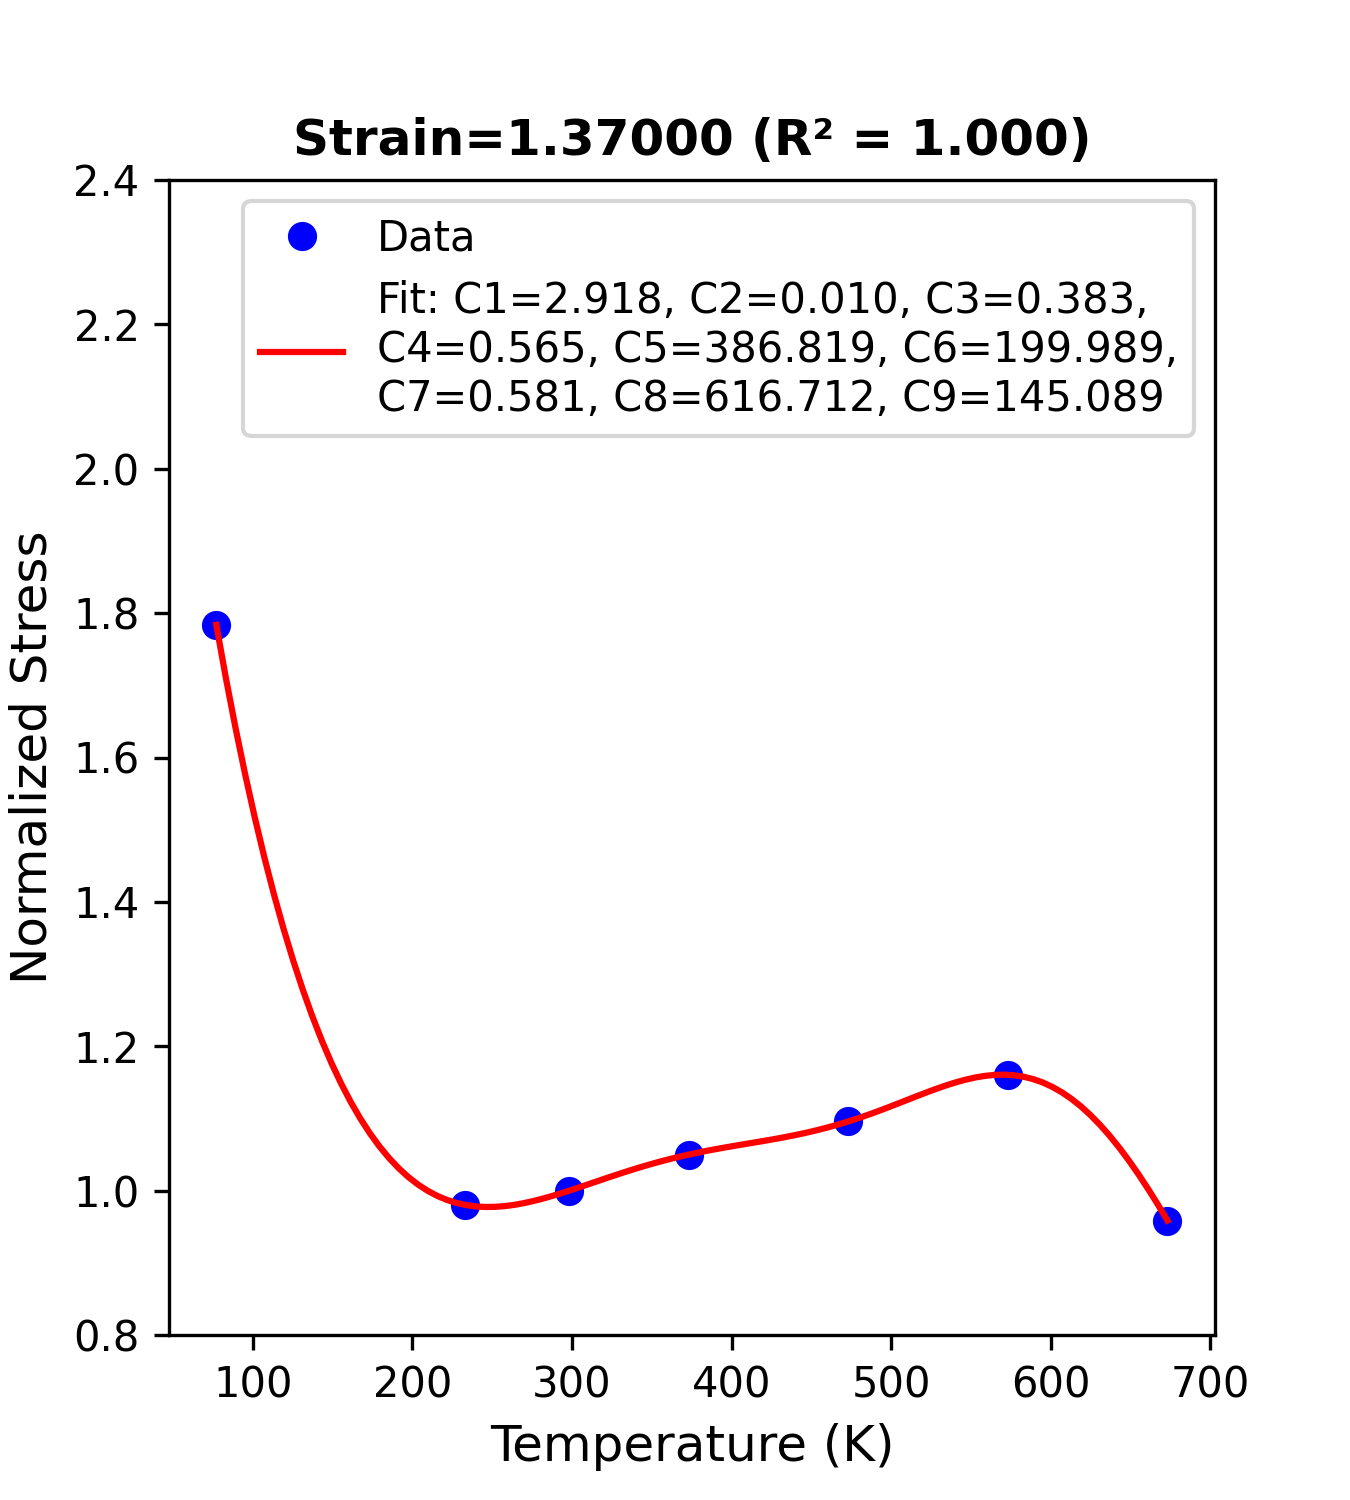 Strain=1.37000 (R² = 1.000)
2.4
2.2
2.0
1.8
1.6
1.4
1.2
1.0
0.8
Normalized Stress
Data
Fit: C1=2.918, C2=0.010, C3=0.383,
C4=0.565, C5=386.819, C6=199.989,
C7=0.581, C8=616.712, C9=145.089
100 200 300 400 500 600 700
Temperature (K)